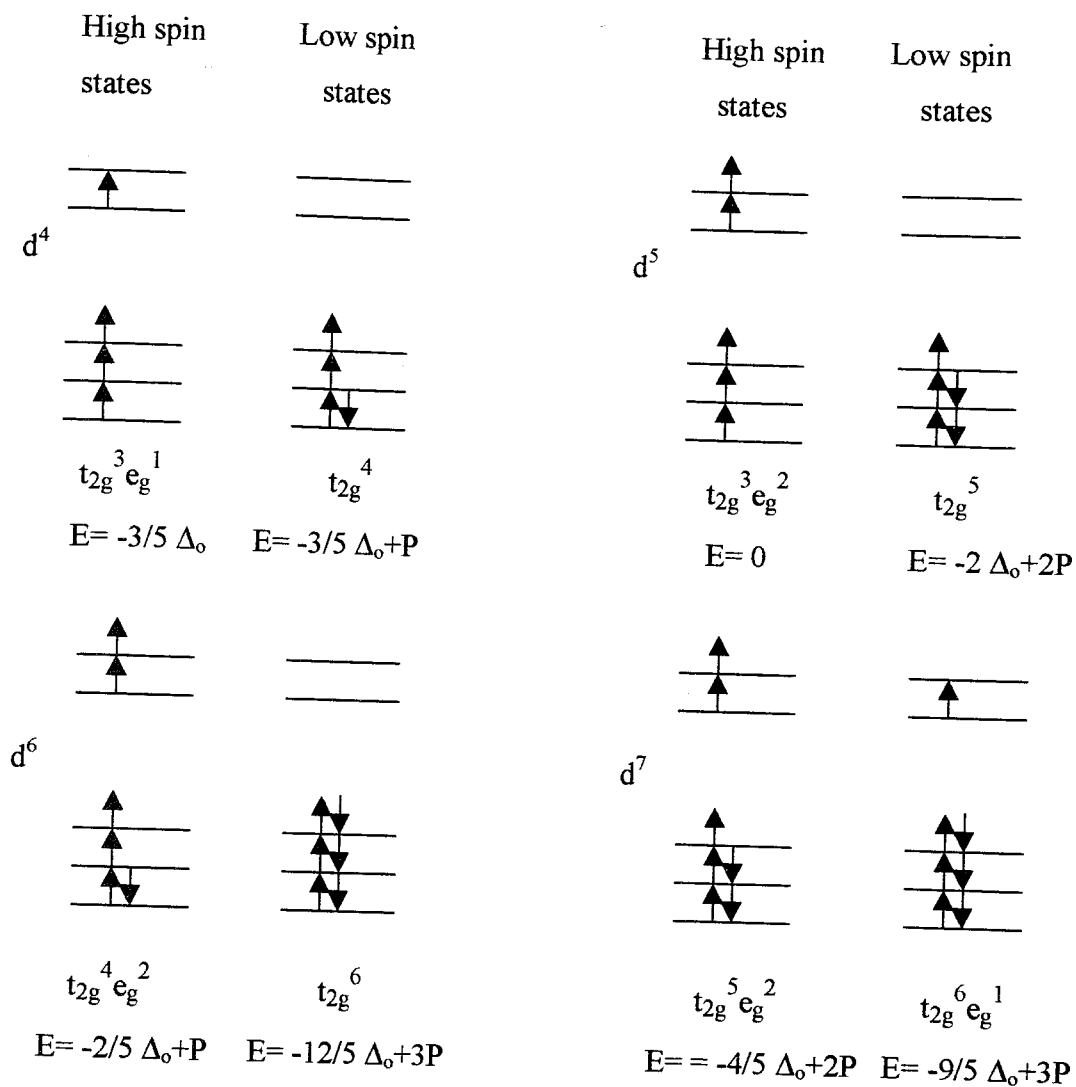 High spin
states
Low spin
states
d⁴
t₂g³eg¹
t₂g⁴
E= -3/5 Δₒ
E= -3/5 Δₒ+P
High spin
states
Low spin
states
d⁵
t₂g³eg²
t₂g⁵
E= 0
E= -2 Δₒ+2P
d⁶
t₂g⁴eg²
t₂g⁶
E= -2/5 Δₒ+P
E= -12/5 Δₒ+3P
d⁷
t₂g⁵eg²
t₂g⁶eg¹
E= = -4/5 Δₒ+2P
E= -9/5 Δₒ+3P